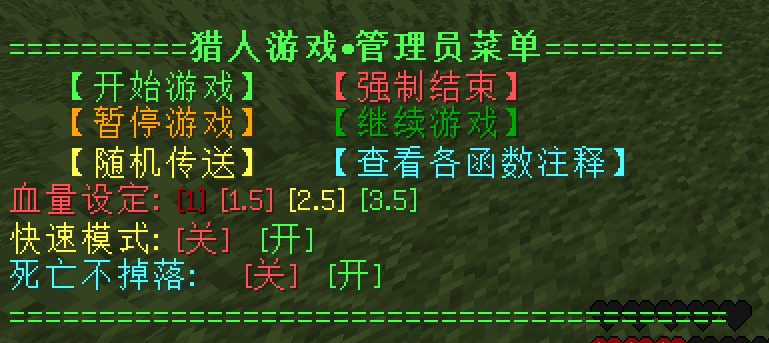 ==========猎人游戏•管理员菜单==========
【开始游戏】 【强制结束】
【暂停游戏】 【继续游戏】
【随机传送】 【查看各函数注释】
血量设定: [1] [1.5] [2.5] [3.5]
快速模式: [关] [开]
死亡不掉落: [关] [开]
=========================================